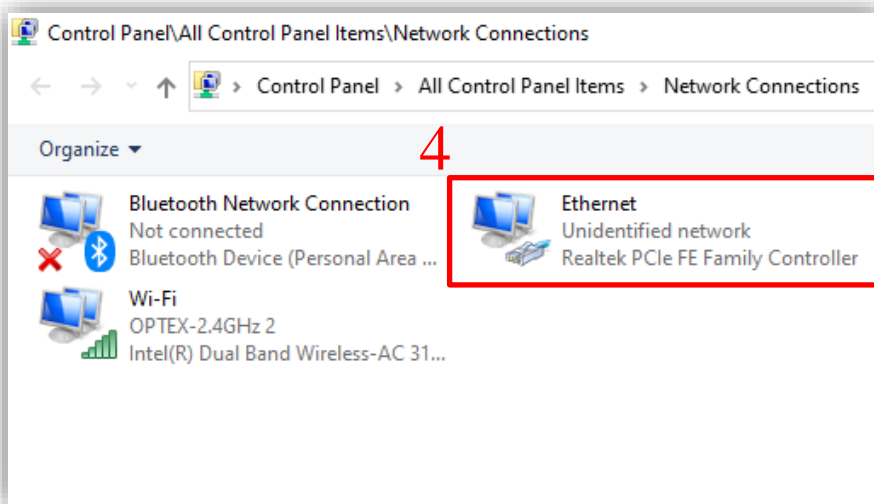 Control Panel\All Control Panel Items\Network Connections
Control Panel > All Control Panel Items > Network Connections
Organize
4
Bluetooth Network Connection
Not connected
Bluetooth Device (Personal Area ...
Ethernet
Unidentified network
Realtek PCIe FE Family Controller
Wi-Fi
OPTEX-2.4GHz 2
Intel(R) Dual Band Wireless-AC 31...